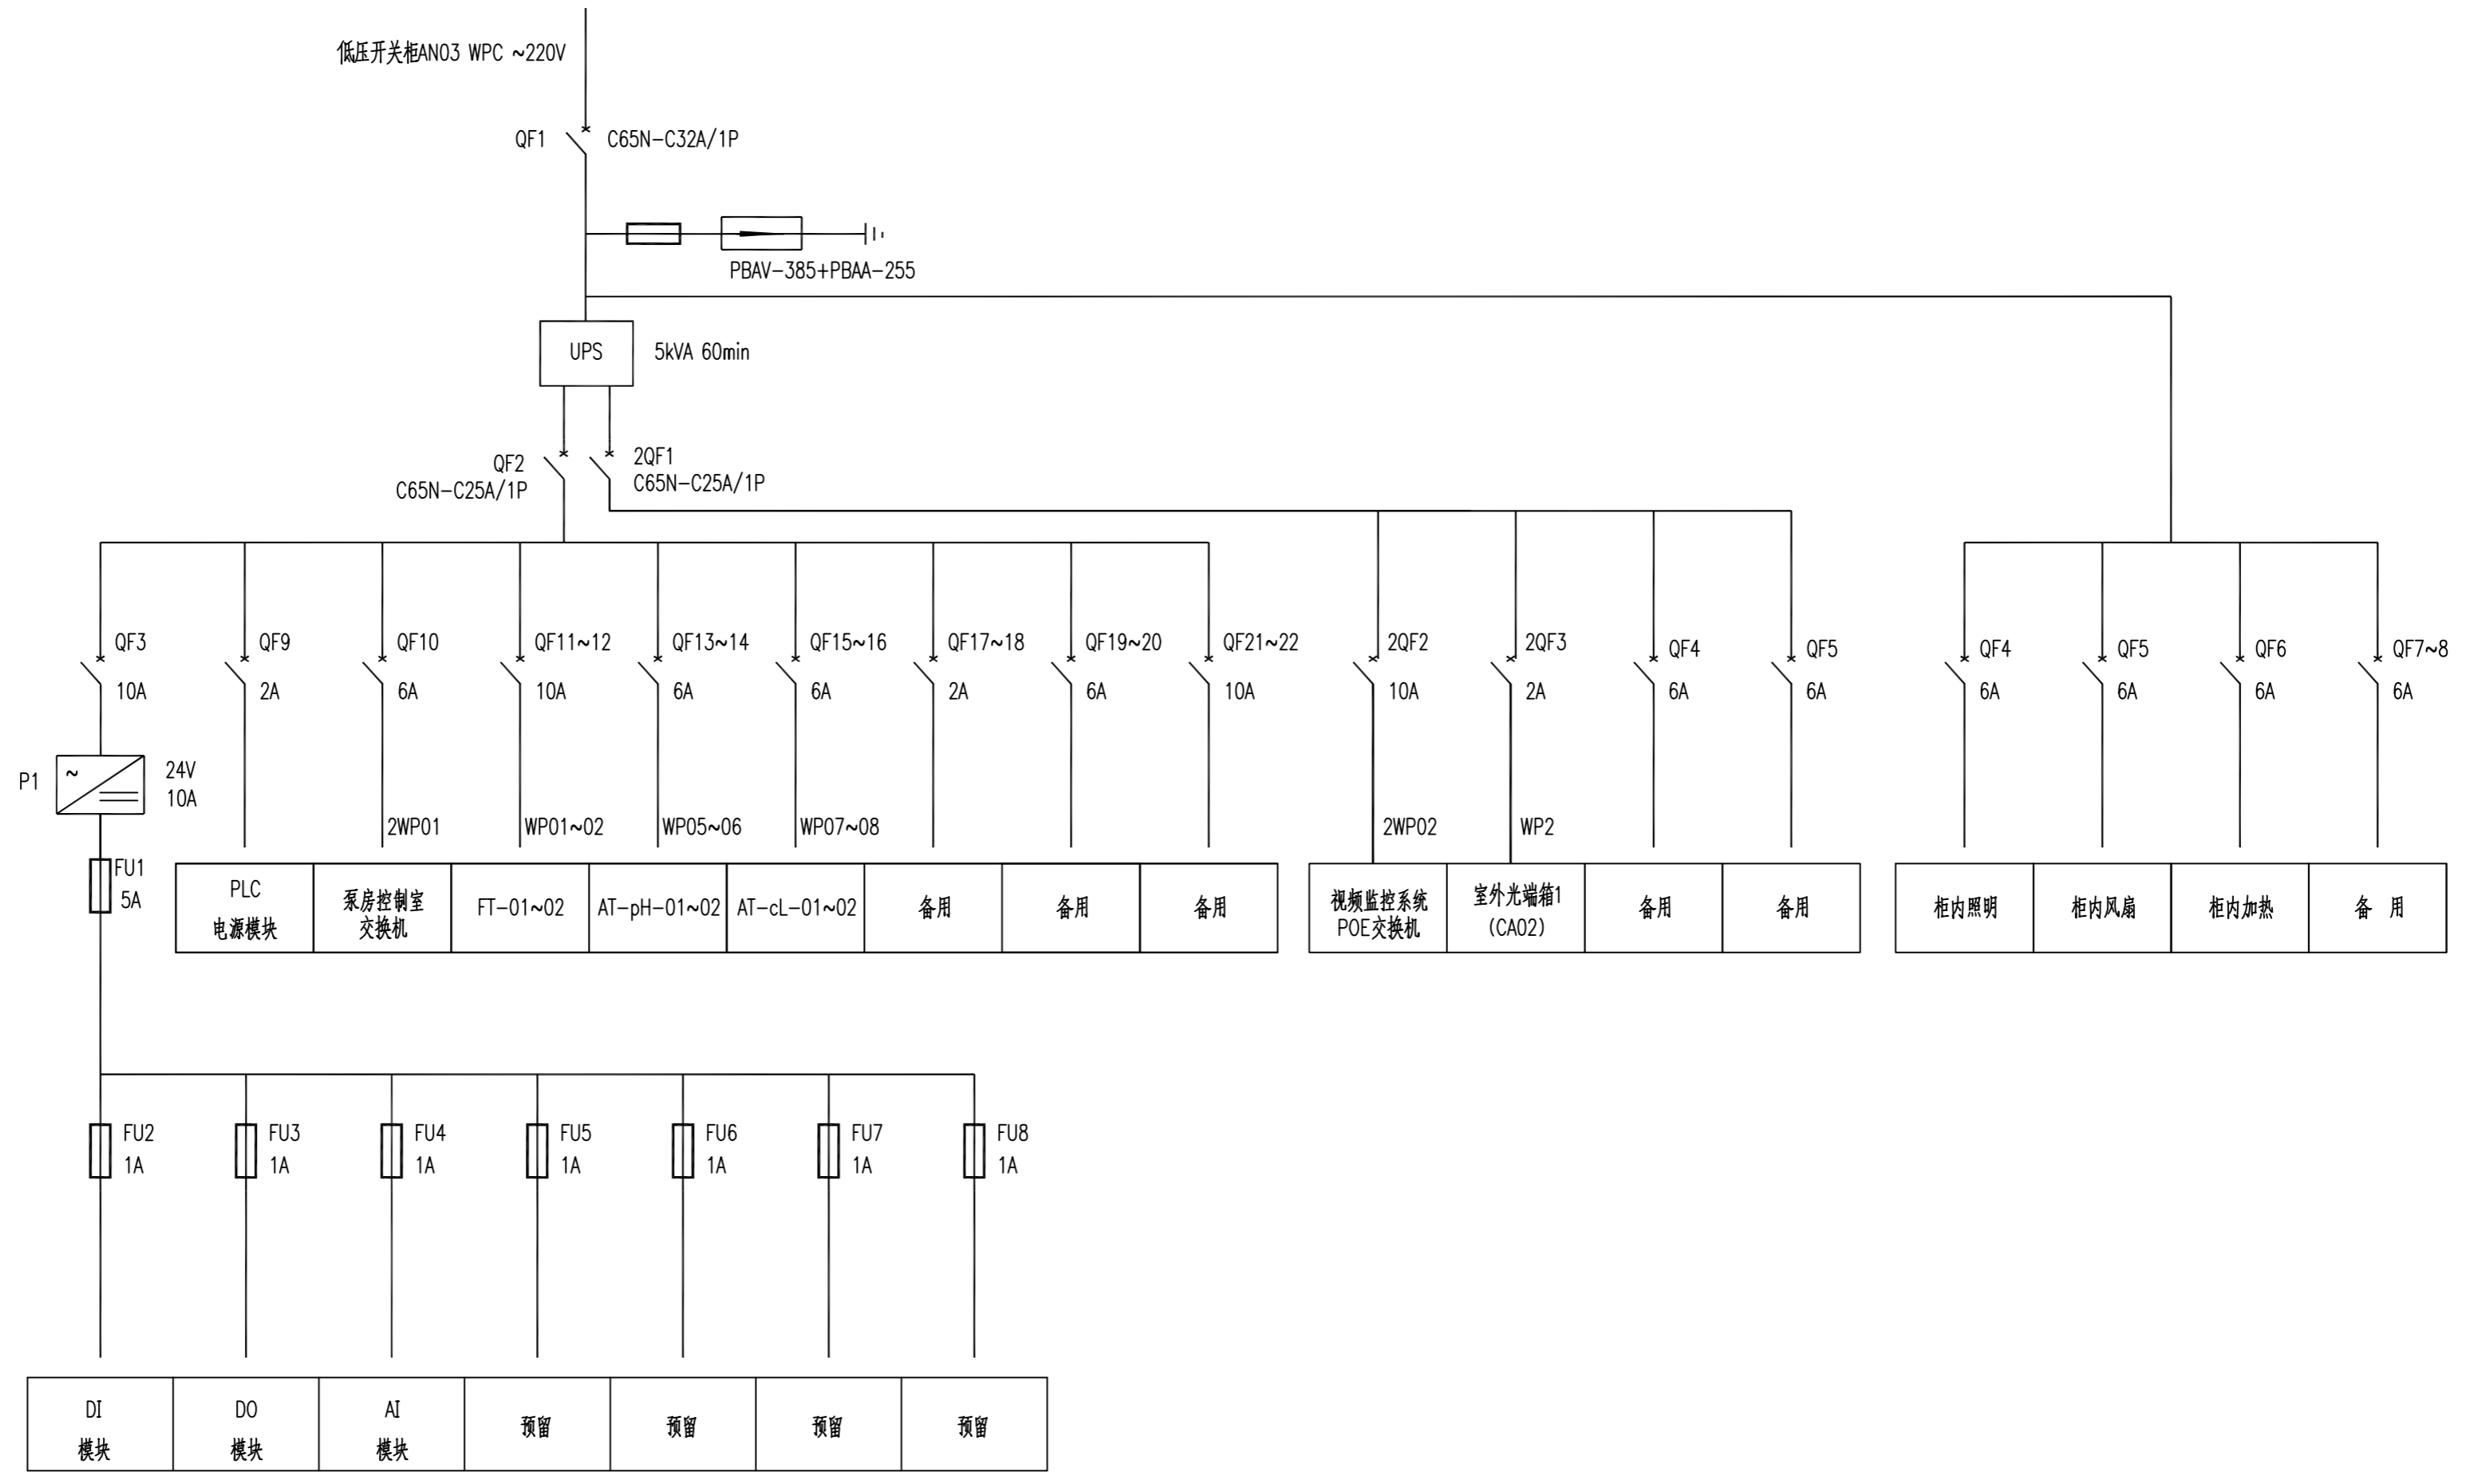 低压开关柜AN03 WPC ~220V
QF1
C65N-C32A/1P
PBAV-385+PBAA-255
UPS
5kVA 60min
QF2
C65N-C25A/1P
2QF1
C65N-C25A/1P
QF3
10A
QF9
2A
QF10
6A
QF11~12
10A
QF13~14
6A
QF15~16
6A
QF17~18
2A
QF19~20
6A
QF21~22
10A
2QF2
10A
2QF3
2A
QF4
6A
QF5
6A
QF4
6A
QF5
6A
QF6
6A
QF7~8
6A
P1
~
24V
10A
2WP01
WP01~02
WP05~06
WP07~08
2WP02
WP2
FU1
5A
PLC
电源模块
泵房控制室
交换机
FT-01~02
AT-pH-01~02
AT-cL-01~02
备用
备用
备用
视频监控系统
POE交换机
室外光端箱1
(CA02)
备用
备用
柜内照明
柜内风扇
柜内加热
备 用
FU2
1A
FU3
1A
FU4
1A
FU5
1A
FU6
1A
FU7
1A
FU8
1A
DI
模块
DO
模块
AI
模块
预留
预留
预留
预留